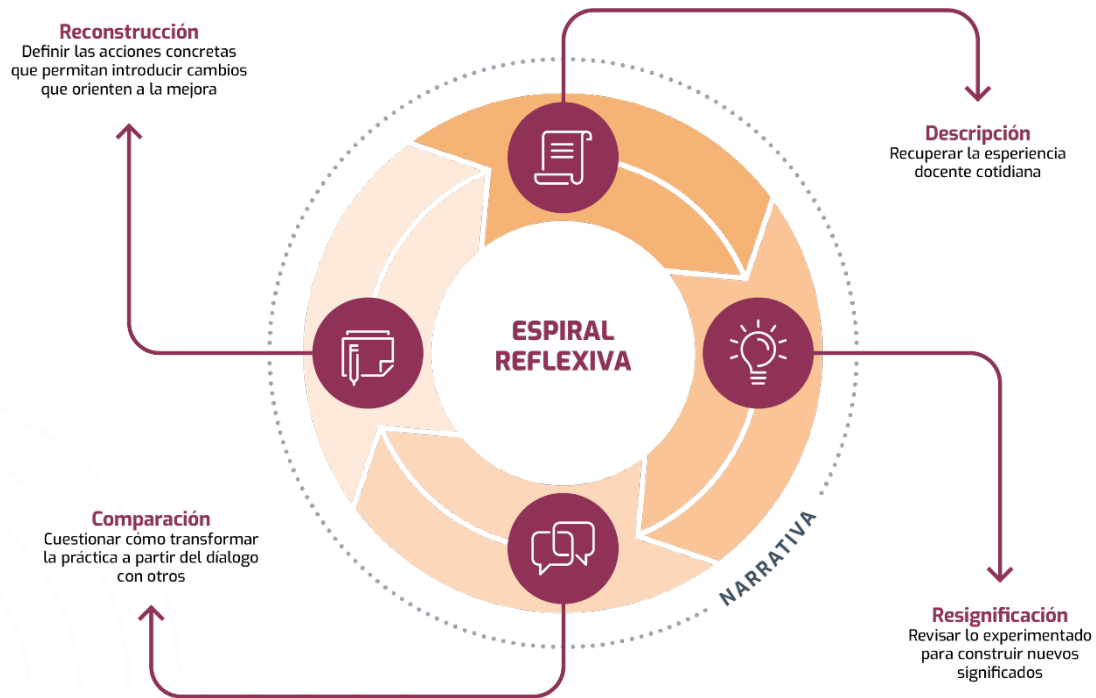 Reconstrucción
Definir las acciones concretas
que permitan introducir cambios
que orienten a la mejora
Descripción
Recuperar la esperiencia
docente cotidiana
ESPIRAL
REFLEXIVA
NARRATIVA
Comparación
Cuestionar cómo transformar
la práctica a partir del díalogo
con otros
Resignificación
Revisar lo experimentado
para construir nuevos
significados